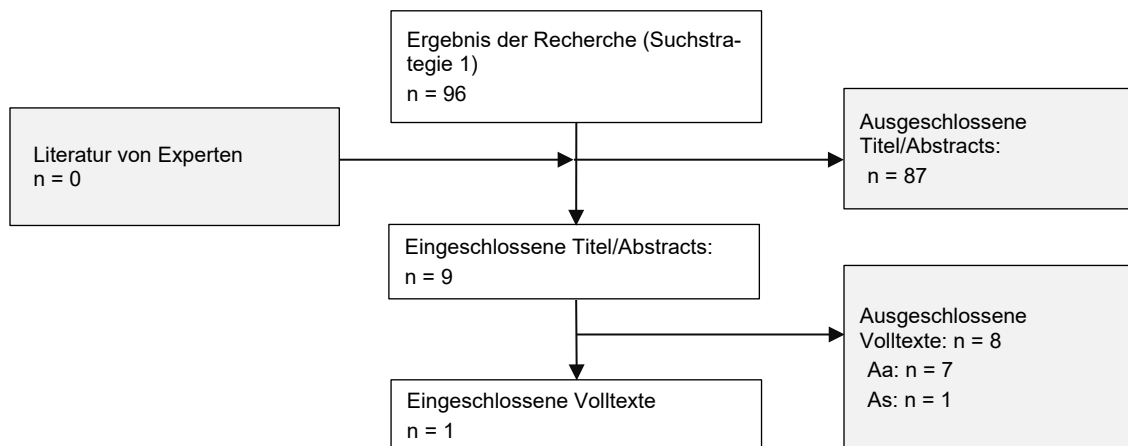 Ergebnis der Recherche (Suchstra-
tegie 1)
n = 96
Literatur von Experten
n = 0
Ausgeschlossene
Titel/Abstracts:
n = 87
Eingeschlossene Titel/Abstracts:
n = 9
Ausgeschlossene
Volltexte: n = 8
Aa: n = 7
As: n = 1
Eingeschlossene Volltexte
n = 1